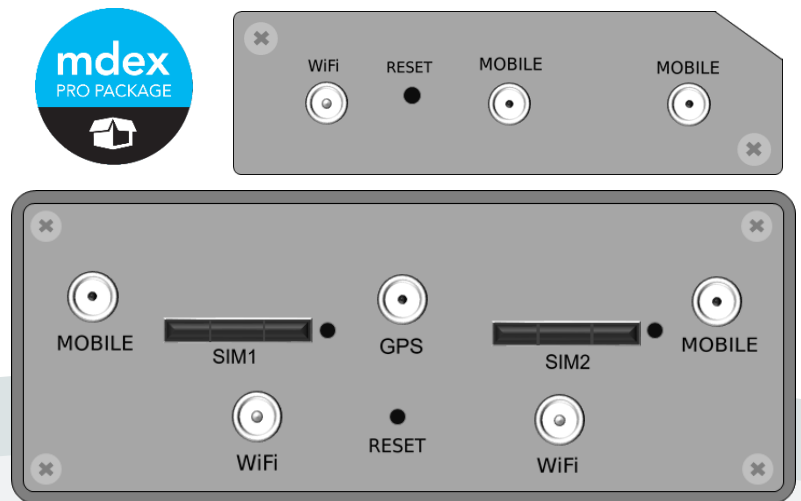 mdex
PRO PACKAGE
WiFi
RESET
MOBILE
MOBILE
MOBILE
SIM1
GPS
SIM2
MOBILE
WiFi
RESET
WiFi